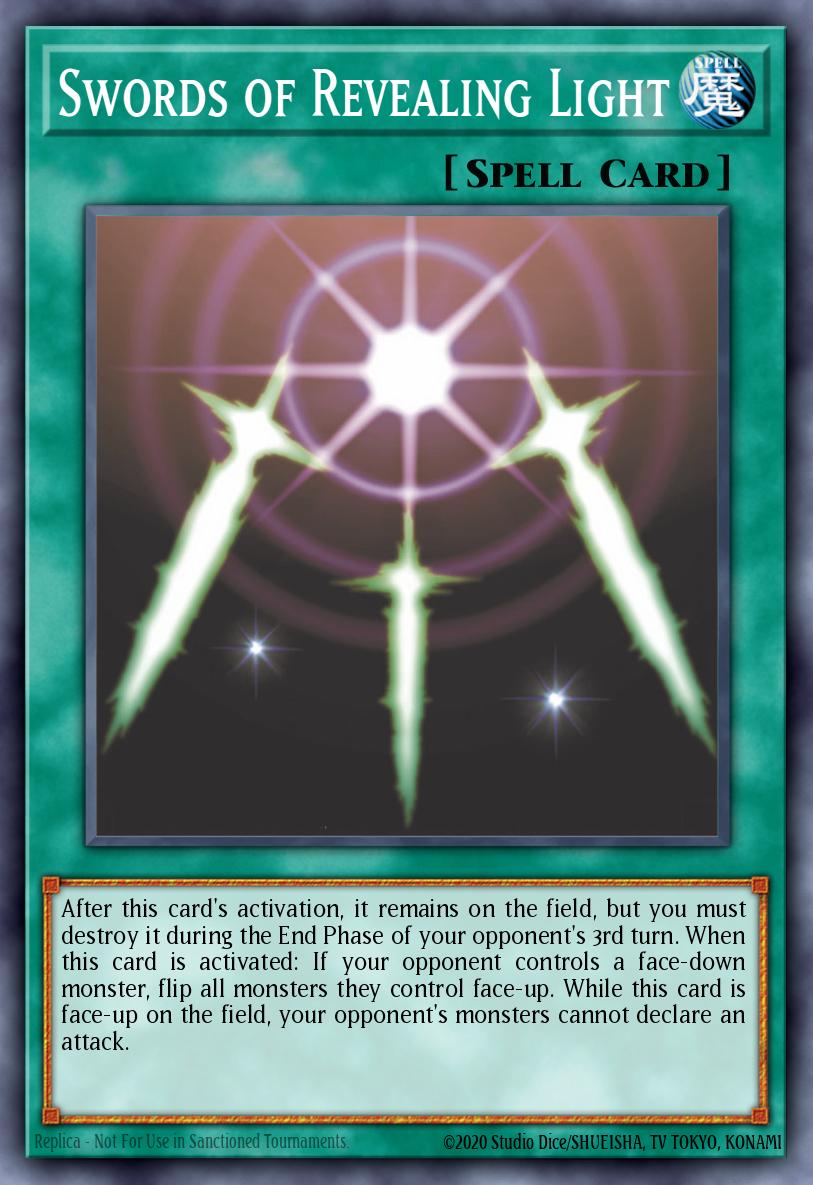 Swords of Revealing Light
SPELL
魔
[ Spell Card ]
After this card's activation, it remains on the field, but you must
destroy it during the End Phase of your opponent's 3rd turn. When
this card is activated: If your opponent controls a face-down
monster, flip all monsters they control face-up. While this card is
face-up on the field, your opponent's monsters cannot declare an
attack.
Replica - Not For Use in Sanctioned Tournaments.
©2020 Studio Dice/SHUEISHA, TV TOKYO, KONAMI